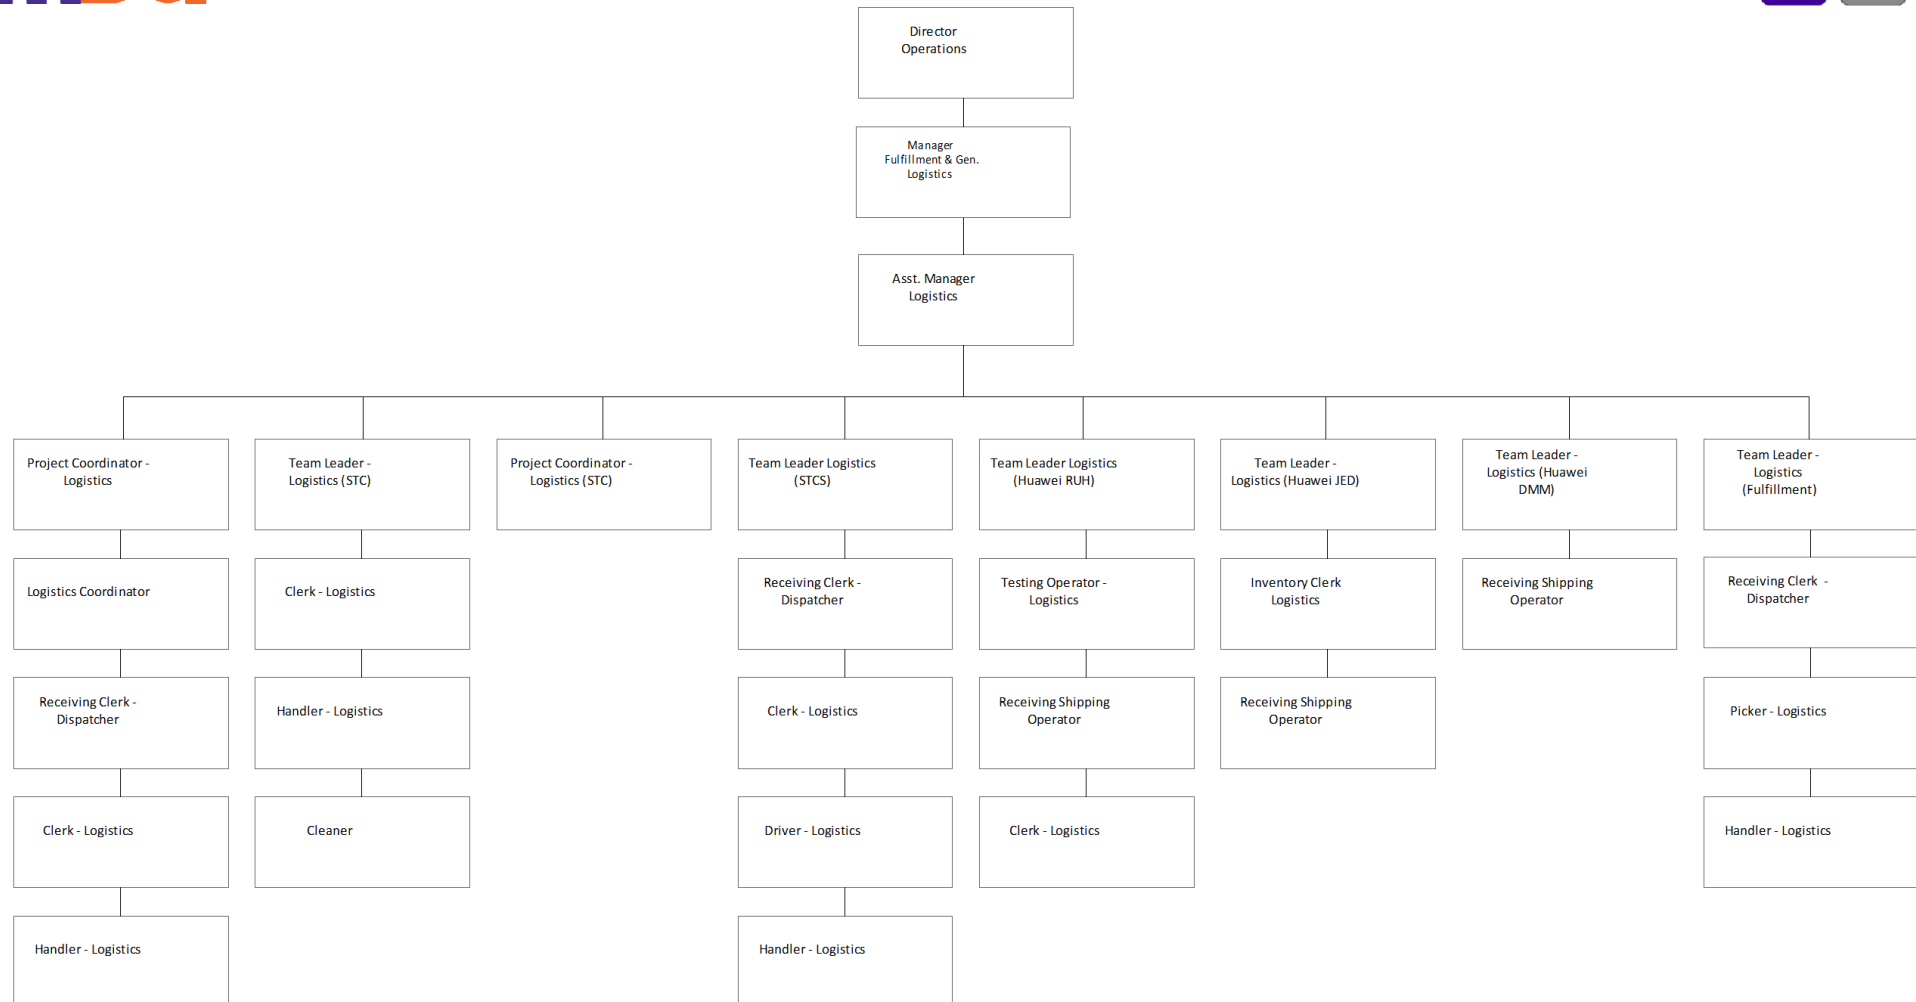 Director
Operations
Manager
Fulfillment & Gen.
Logistics
Asst. Manager
Logistics
Project Coordinator -
Logistics
Team Leader -
Logistics (STC)
Project Coordinator -
Logistics (STC)
Team Leader Logistics
(STCS)
Team Leader Logistics
(Huawei RUH)
Team Leader -
Logistics (Huawei JED)
Team Leader -
Logistics (Huawei
DMM)
Team Leader -
Logistics
(Fulfillment)
Logistics Coordinator
Clerk - Logistics
Receiving Clerk -
Dispatcher
Testing Operator -
Logistics
Inventory Clerk
Logistics
Receiving Shipping
Operator
Receiving Clerk -
Dispatcher
Receiving Clerk -
Dispatcher
Handler - Logistics
Clerk - Logistics
Receiving Shipping
Operator
Receiving Shipping
Operator
Picker - Logistics
Clerk - Logistics
Cleaner
Driver - Logistics
Clerk - Logistics
Handler - Logistics
Handler - Logistics
Handler - Logistics